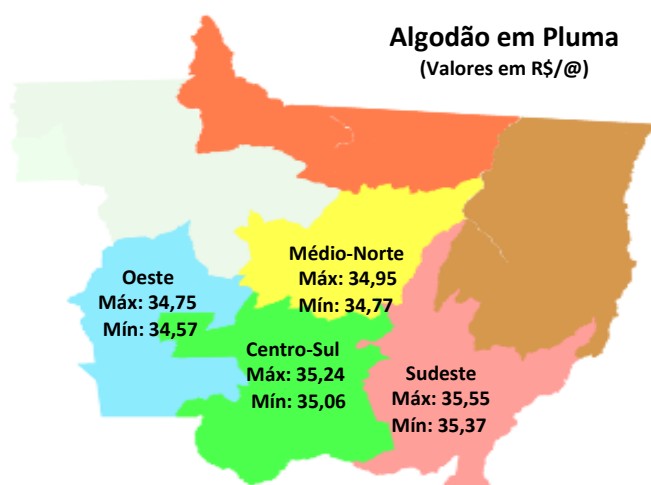 Algodão em Pluma
(Valores em R$/@)
Médio-Norte
Máx: 34,95
Mín: 34,77
Oeste
Máx: 34,75
Mín: 34,57
Centro-Sul
Máx: 35,24
Mín: 35,06
Sudeste
Máx: 35,55
Mín: 35,37